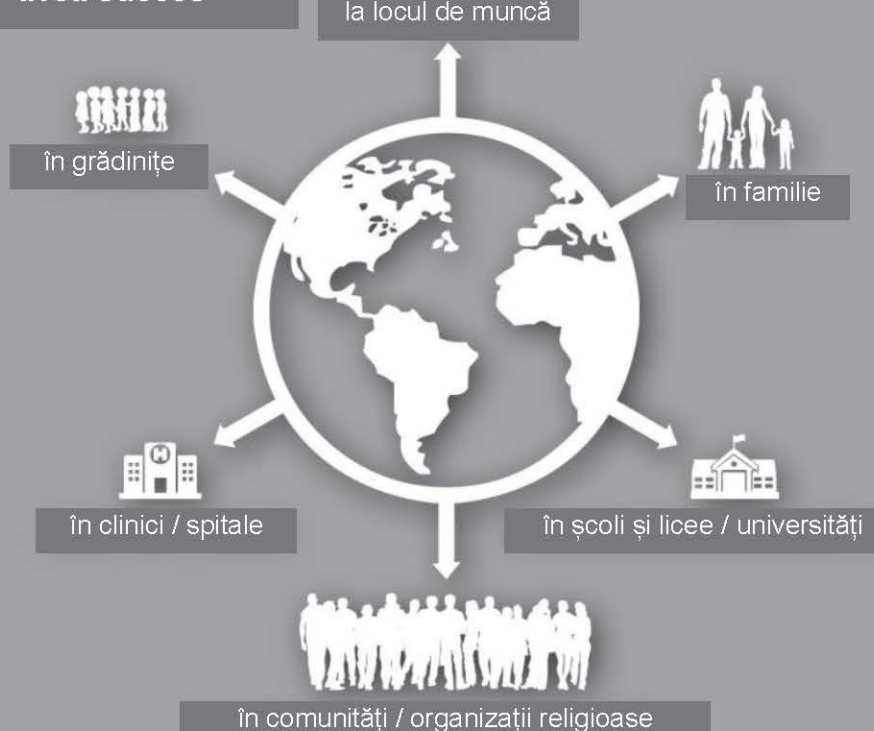 la locul de muncă
în grădinițe
în familie
în clinici / spitale
în școli și licee / universități
în comunități / organizații religioase